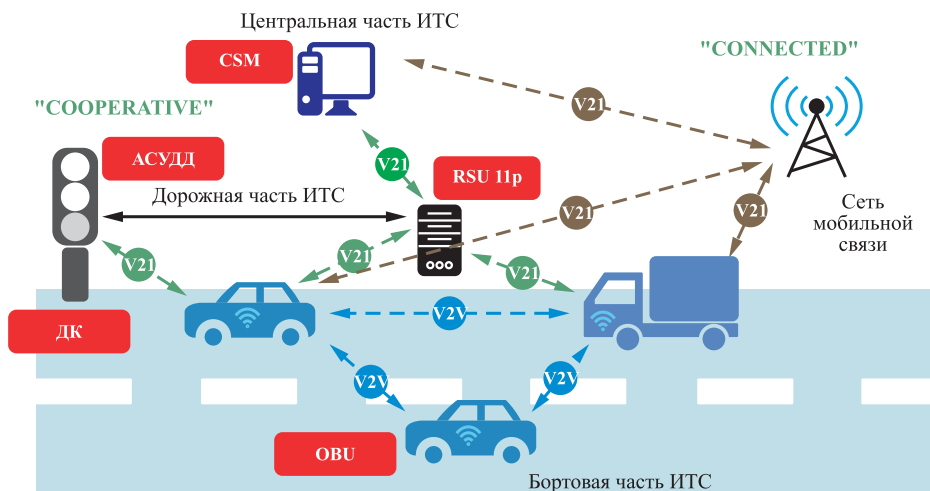 Центральная часть ИТС
CSM
"CONNECTED"
"COOPERATIVE"
V21
АСУДД
V21
RSU 11p
Дорожная часть ИТС
V21
V21
Сеть
мобильной
связи
V21
V21
V21
ДК
V2V
V2V
V2V
OBU
Бортовая часть ИТС